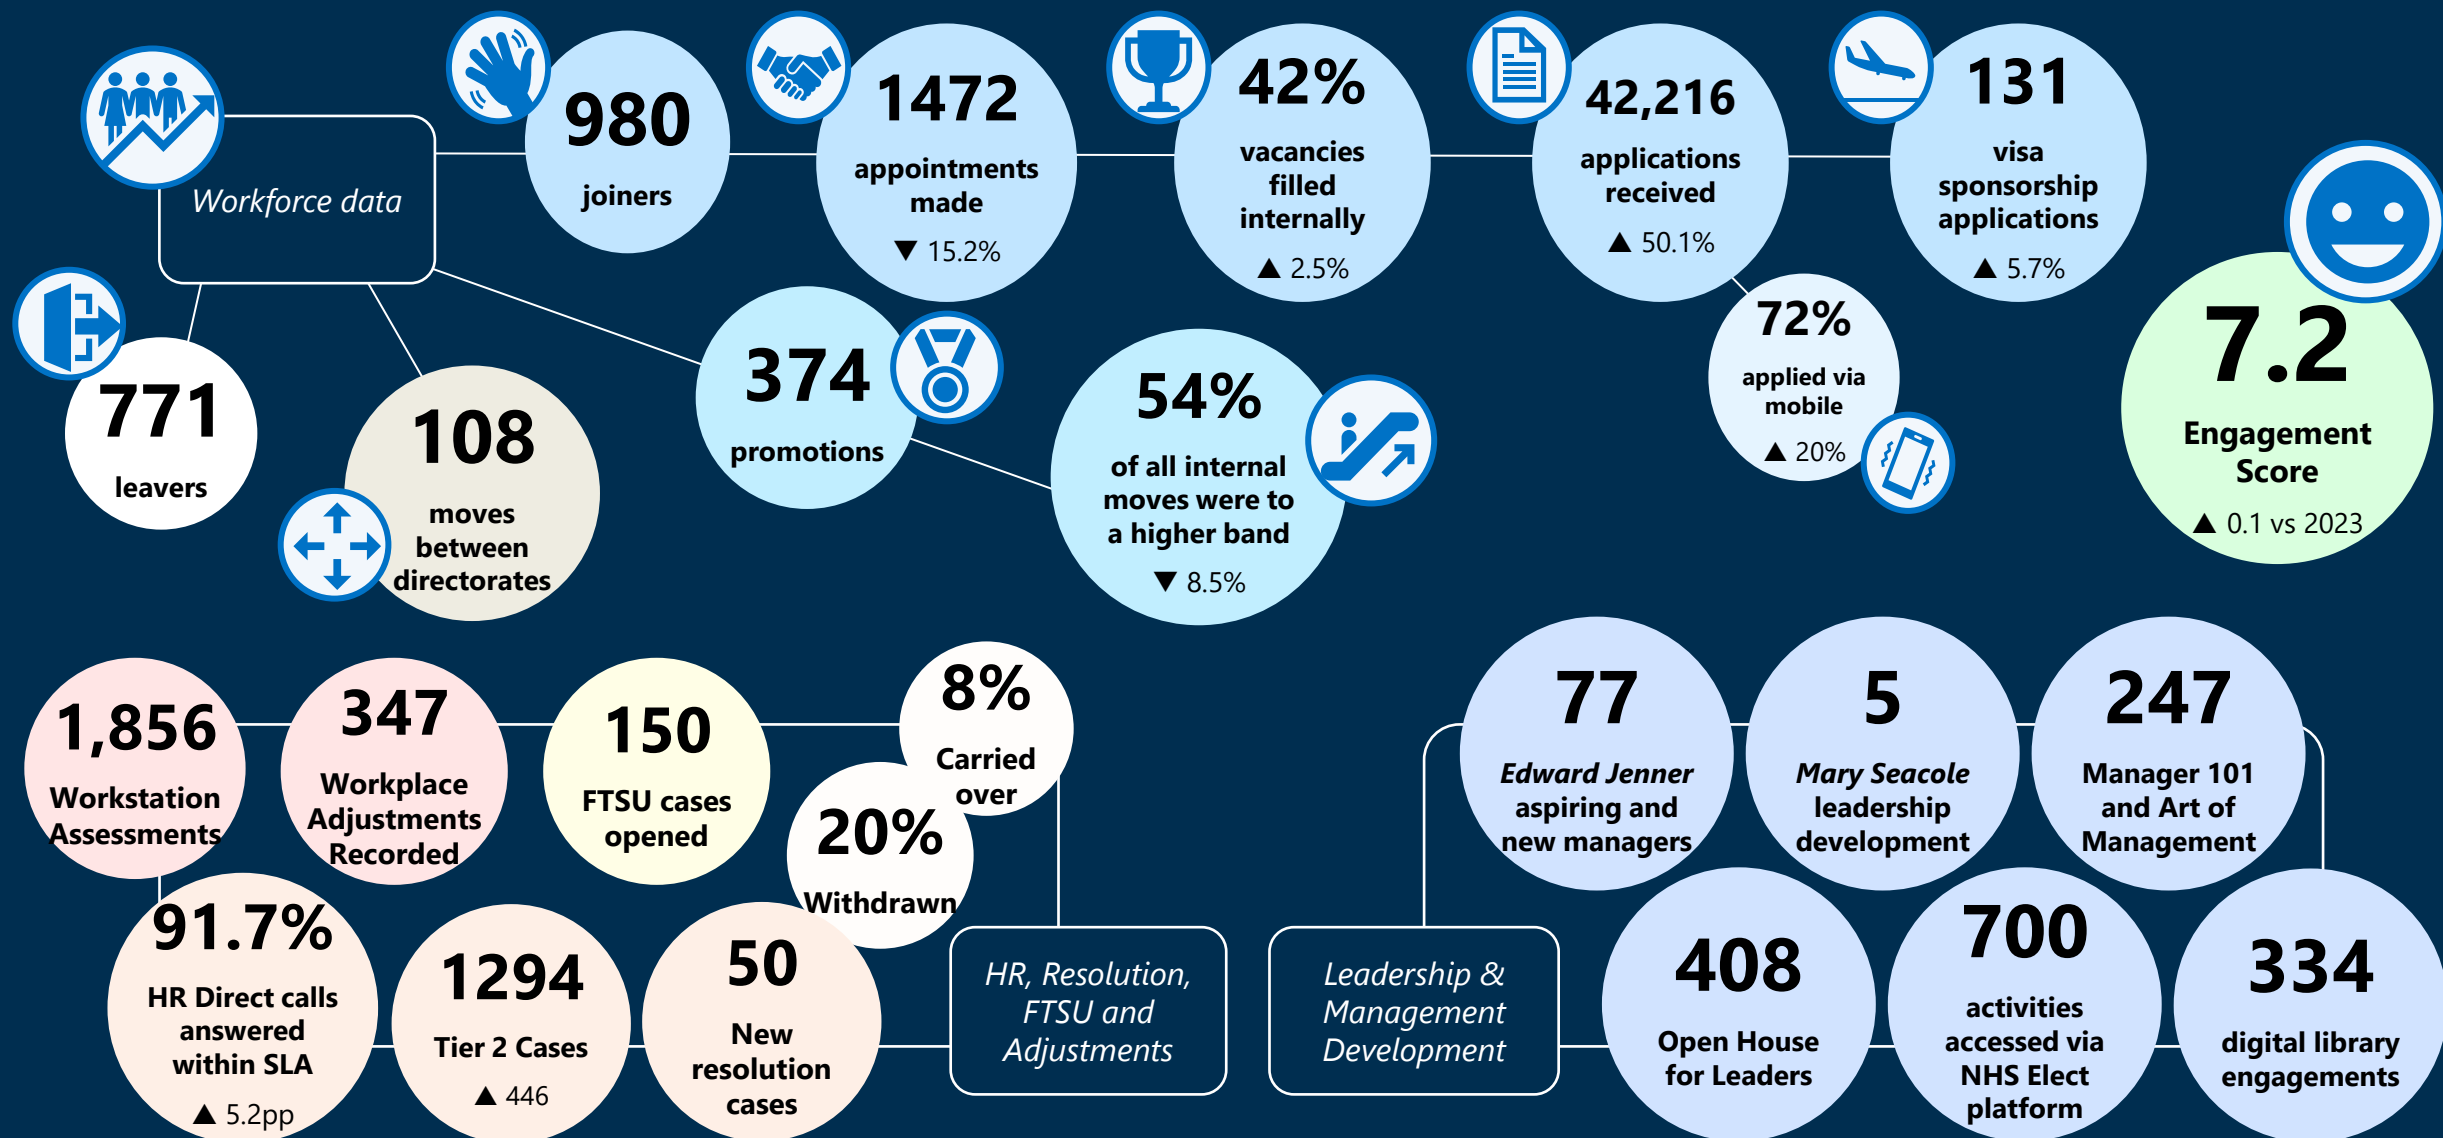 Workforce data
980
joiners
1472
appointments
made
▼ 15.2%
42%
vacancies
filled
internally
▲ 2.5%
42,216
applications
received
▲ 50.1%
131
visa
sponsorship
applications
▲ 5.7%
72%
applied via
mobile
▲ 20%
7.2
Engagement
Score
▲ 0.1 vs 2023
771
leavers
108
moves
between
directorates
374
promotions
54%
of all internal
moves were to
a higher band
▼ 8.5%
1,856
Workstation
Assessments
347
Workplace
Adjustments
Recorded
150
FTSU cases
opened
8%
Carried
over
20%
Withdrawn
91.7%
HR Direct calls
answered
within SLA
▲ 5.2pp
1294
Tier 2 Cases
▲ 446
50
New
resolution
cases
HR, Resolution,
FTSU and
Adjustments
Leadership &
Management
Development
77
Edward Jenner
aspiring and
new managers
5
Mary Seacole
leadership
development
247
Manager 101
and Art of
Management
408
Open House
for Leaders
700
activities
accessed via
NHS Elect
platform
334
digital library
engagements